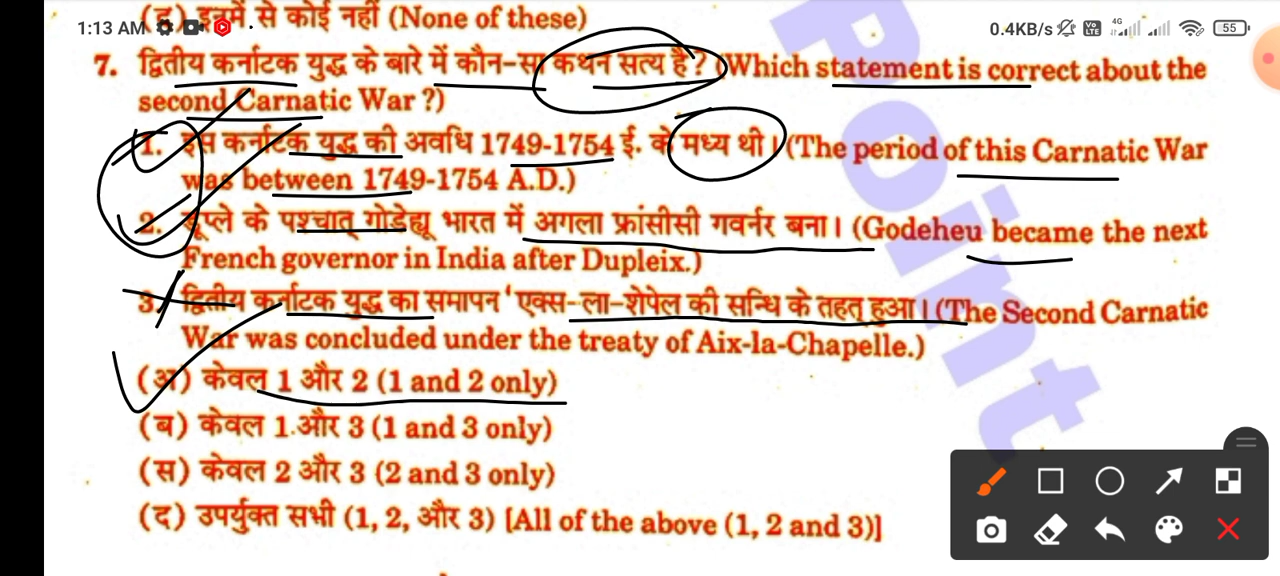 (द) इनमें से कोई नहीं (None of these)
1:13 AM
0.4KB/s
Vo LTE
4G
55
7. द्वितीय कर्नाटक युद्ध के बारे में कौन-सा कथन सत्य है? (Which statement is correct about the
second Carnatic War ?)
1. इस कर्नाटक युद्ध की अवधि 1749-1754 ई. के मध्य थी। (The period of this Carnatic War
was between 1749-1754 A.D.)
2. डूप्ले के पश्चात् गोडेह्यू भारत में अगला फ्रांसीसी गवर्नर बना। (Godeheu became the next
French governor in India after Dupleix.)
3. द्वितीय कर्नाटक युद्ध का समापन 'एक्स-ला-शेपेल की सन्धि के तहत् हुआ। (The Second Carnatic
War was concluded under the treaty of Aix-la-Chapelle.)
(अ) केवल 1 और 2 (1 and 2 only)
(ब) केवल 1 और 3 (1 and 3 only)
(स) केवल 2 और 3 (2 and 3 only)
(द) उपर्युक्त सभी (1, 2, और 3) [All of the above (1, 2 and 3)]
Point